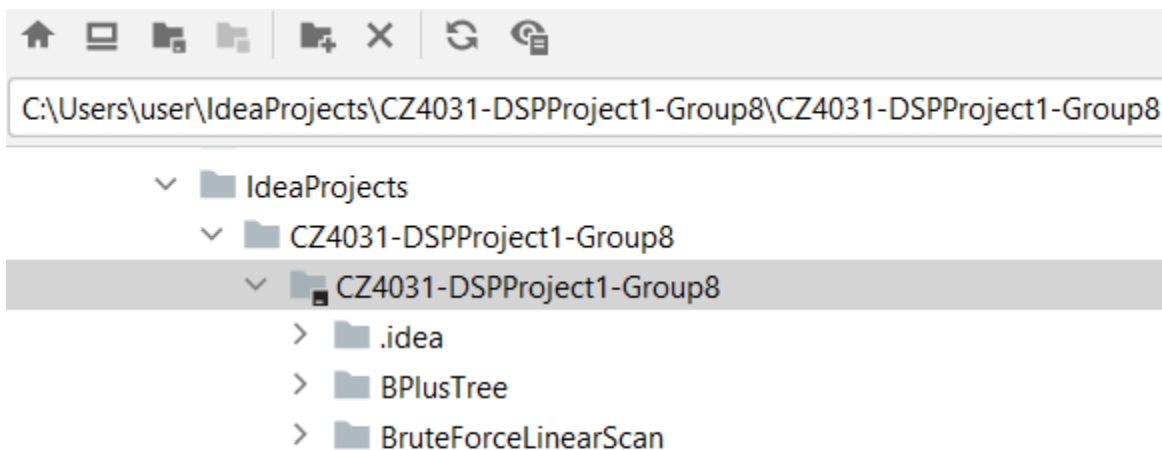 C:\Users\user\IdeaProjects\CZ4031-DSPProject1-Group8\CZ4031-DSPProject1-Group8
IdeaProjects
CZ4031-DSPProject1-Group8
CZ4031-DSPProject1-Group8
.idea
BPlusTree
BruteForceLinearScan